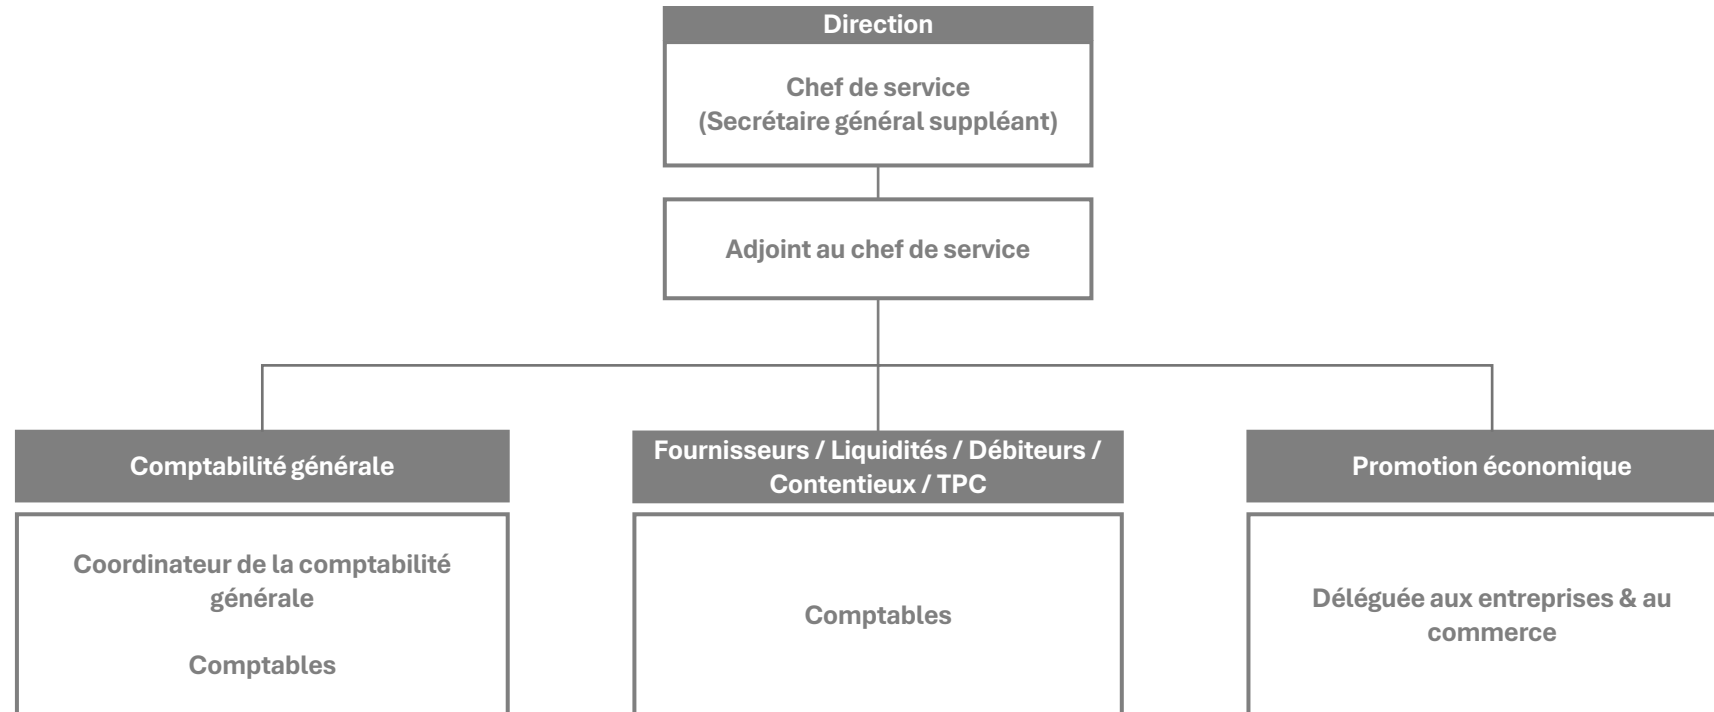 Direction
Chef de service
(Secrétaire général suppléant)
Adjoint au chef de service
Comptabilité générale
Coordinateur de la comptabilité
générale
Comptables
Fournisseurs / Liquidités / Débiteurs /
Contentieux / TPC
Comptables
Promotion économique
Déléguée aux entreprises & au
commerce